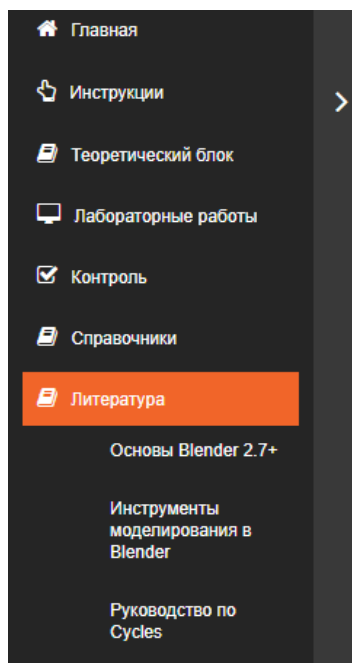 Главная
Инструкции
Теоретический блок
Лабораторные работы
Контроль
Справочники
Литература
Основы Blender 2.7+
Инструменты
моделирования в
Blender
Руководство по
Cycles